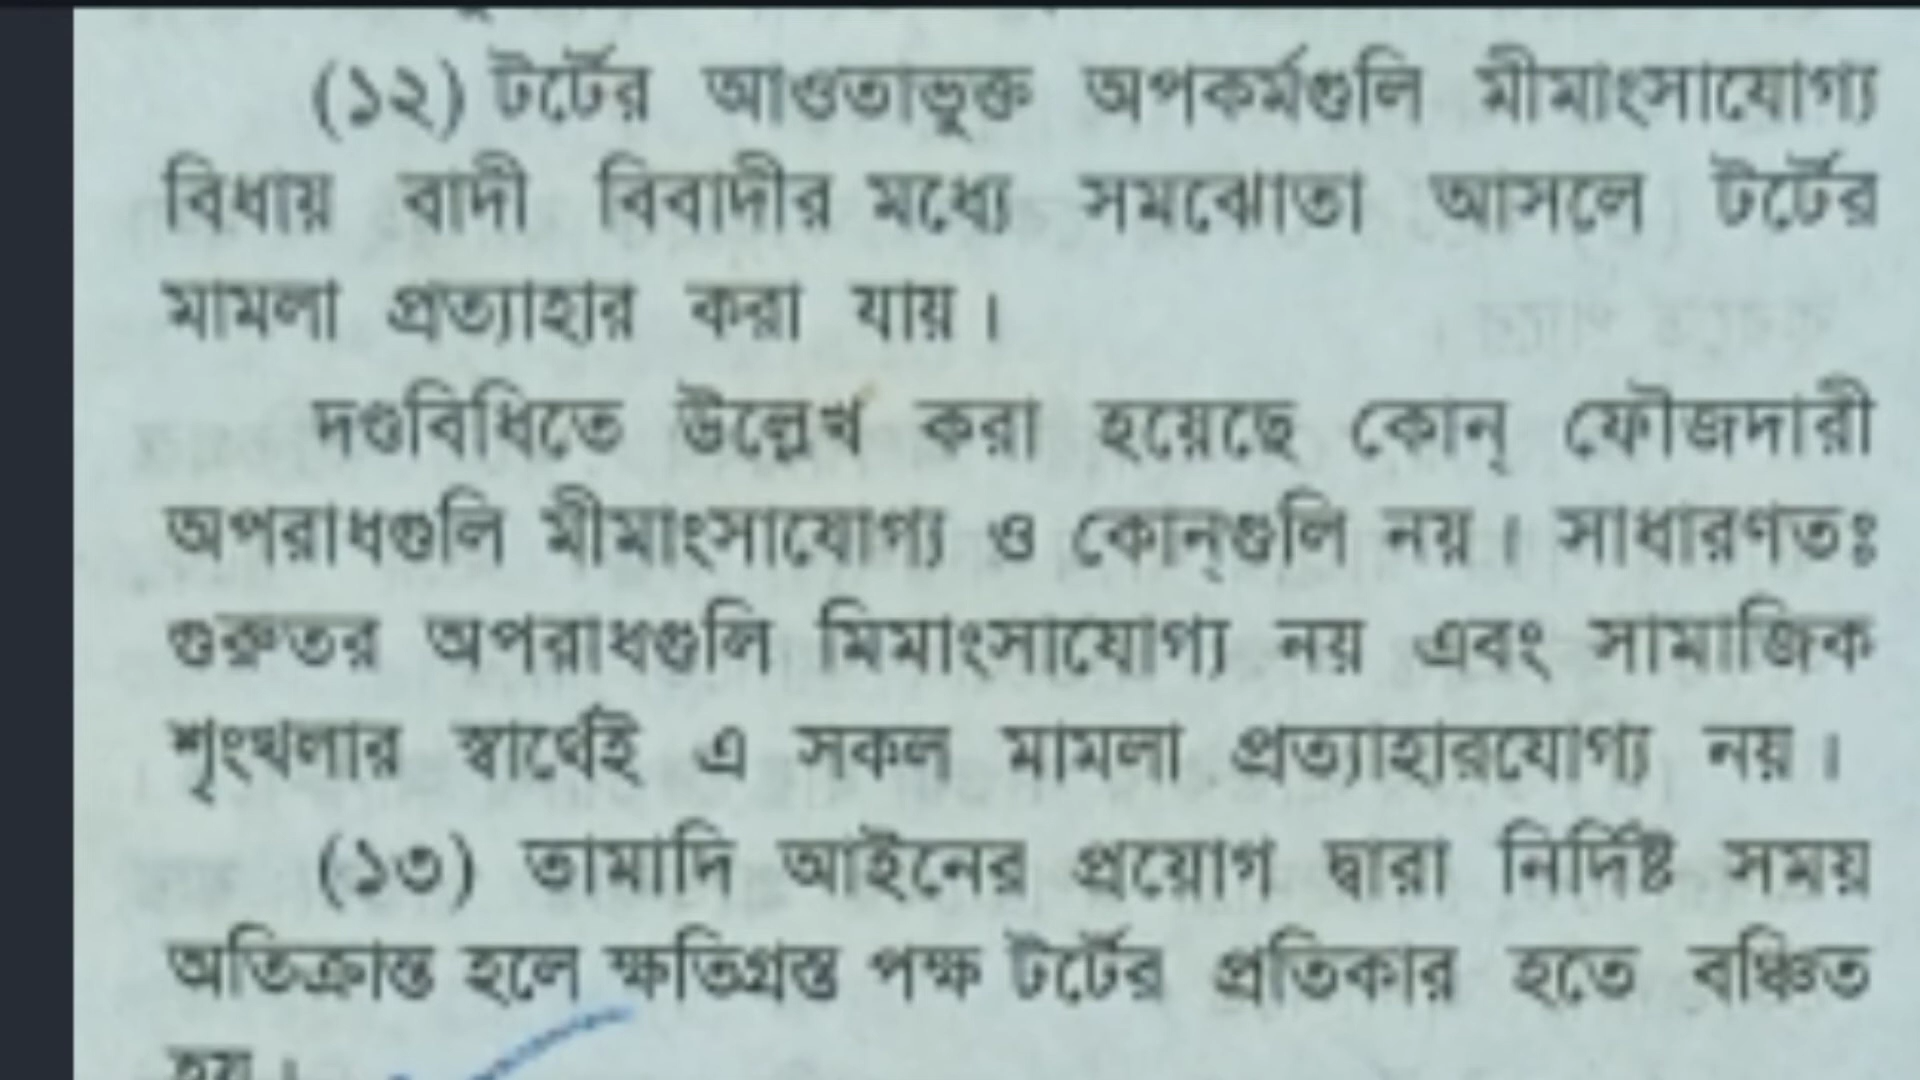 (১২) টর্টের আওতাভুক্ত অপকর্মগুলি মীমাংসাযোগ্য
বিধায় বাদী বিবাদীর মধ্যে সমঝোতা আসলে টর্টের
মামলা প্রত্যাহার করা যায়।
দণ্ডবিধিতে উল্লেখ করা হয়েছে কোন্ ফৌজদারী
অপরাধগুলি মীমাংসাযোগ্য ও কোন্‌গুলি নয়। সাধারণতঃ
গুরুতর অপরাধগুলি মিমাংসাযোগ্য নয় এবং সামাজিক
শৃংখলার স্বার্থেই এ সকল মামলা প্রত্যাহারযোগ্য নয়।
(১৩) তামাদি আইনের প্রয়োগ দ্বারা নির্দিষ্ট সময়
অতিক্রান্ত হলে ক্ষতিগ্রস্ত পক্ষ টর্টের প্রতিকার হতে বঞ্চিত
হয়।